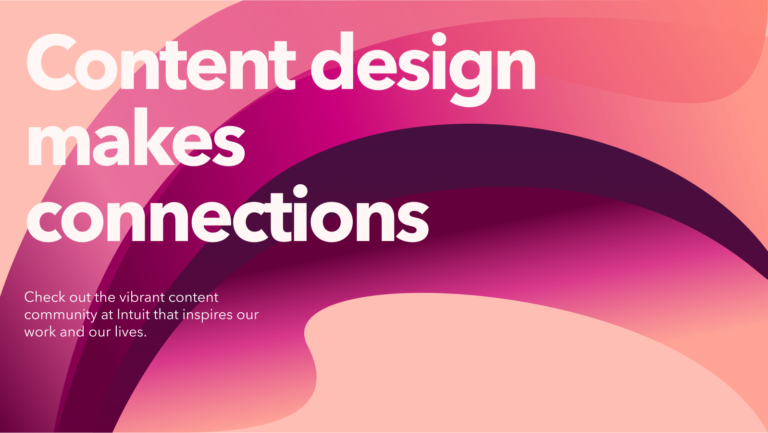 Content design
makes
connections
Check out the vibrant content
community at Intuit that inspires our
work and our lives.